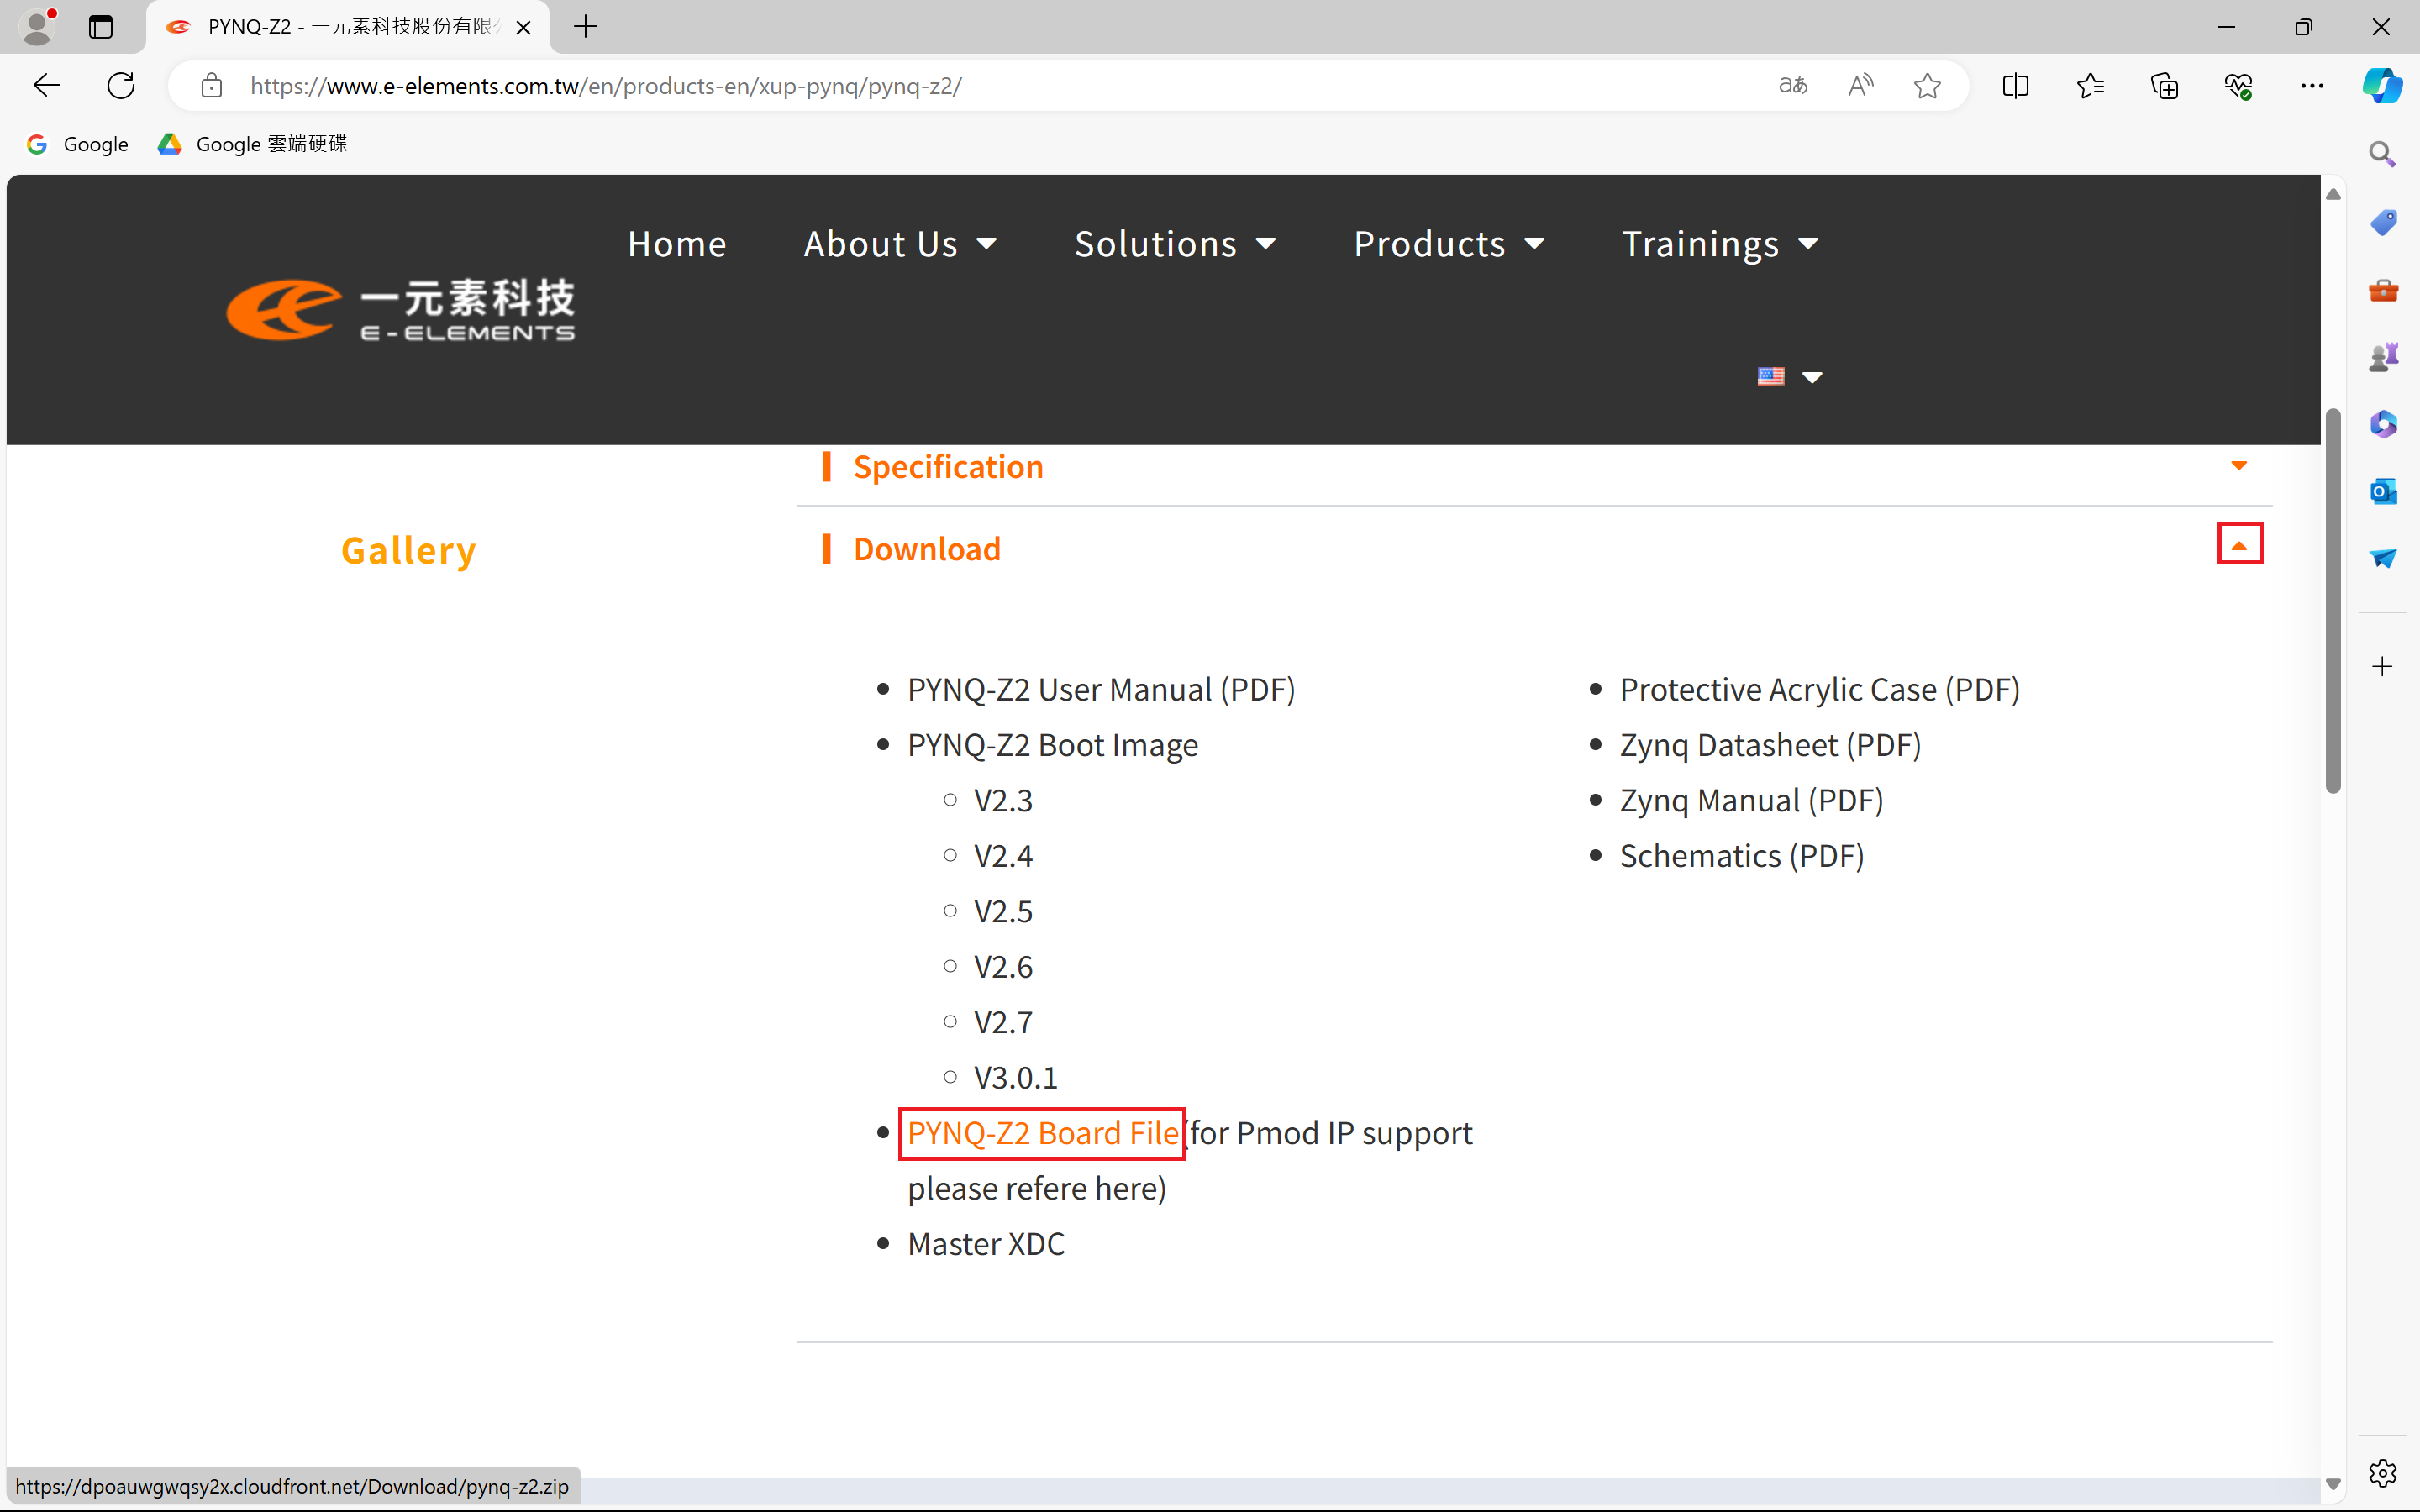 PYNQ-Z2 - 一元素科技股份有限
https://www.e-elements.com.tw/en/products-en/xup-pynq/pynq-z2/
Google
Google 雲端硬碟
Home
About Us
Solutions
Products
Trainings
一元素科技
E-ELEMENTS
Specification
Gallery
Download
PYNQ-Z2 User Manual (PDF)
PYNQ-Z2 Boot Image
V2.3
V2.4
V2.5
V2.6
V2.7
V3.0.1
PYNQ-Z2 Board File (for Pmod IP support
please refere here)
Master XDC
Protective Acrylic Case (PDF)
Zynq Datasheet (PDF)
Zynq Manual (PDF)
Schematics (PDF)
https://dpoauwgwqsy2x.cloudfront.net/Download/pynq-z2.zip